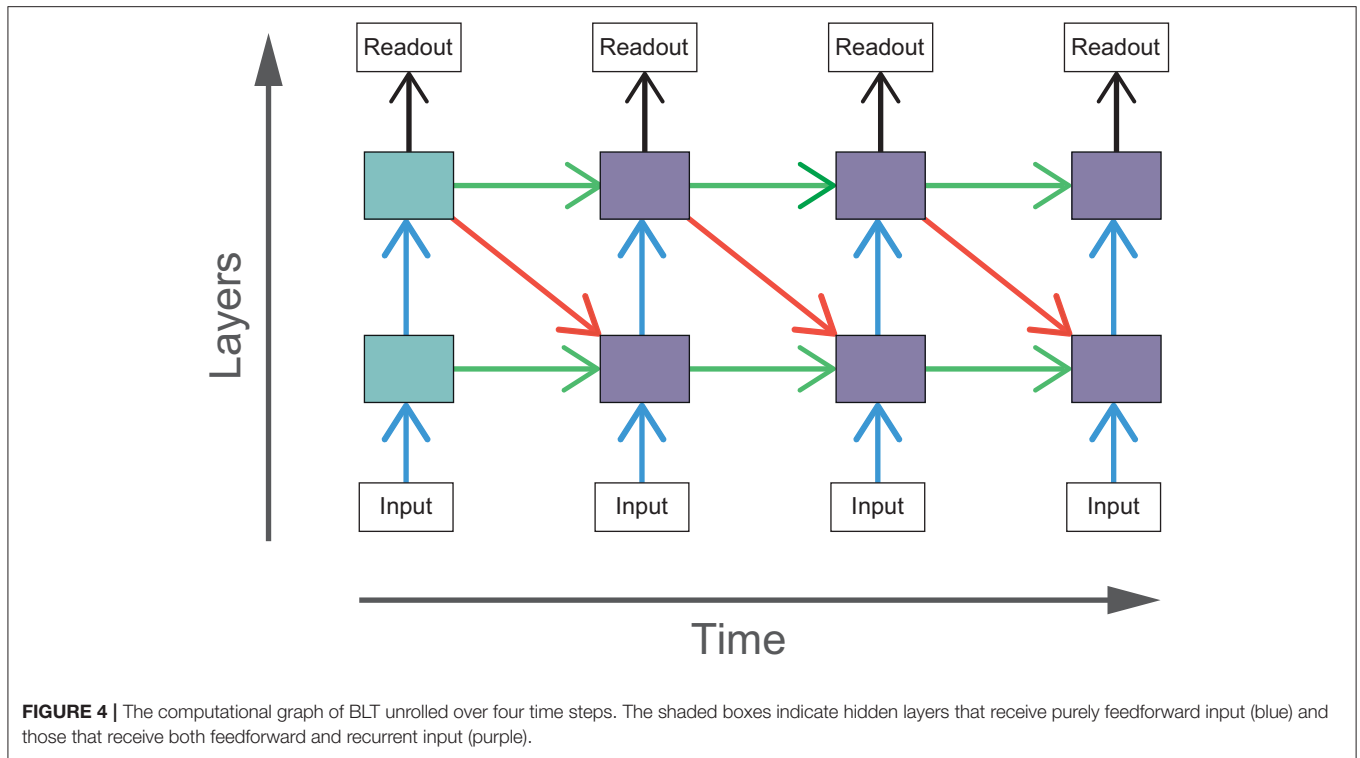 Readout Readout Readout Readout
Layers
Input Input Input Input
Time
FIGURE 4 | The computational graph of BLT unrolled over four time steps. The shaded boxes indicate hidden layers that receive purely feedforward input (blue) and
those that receive both feedforward and recurrent input (purple).